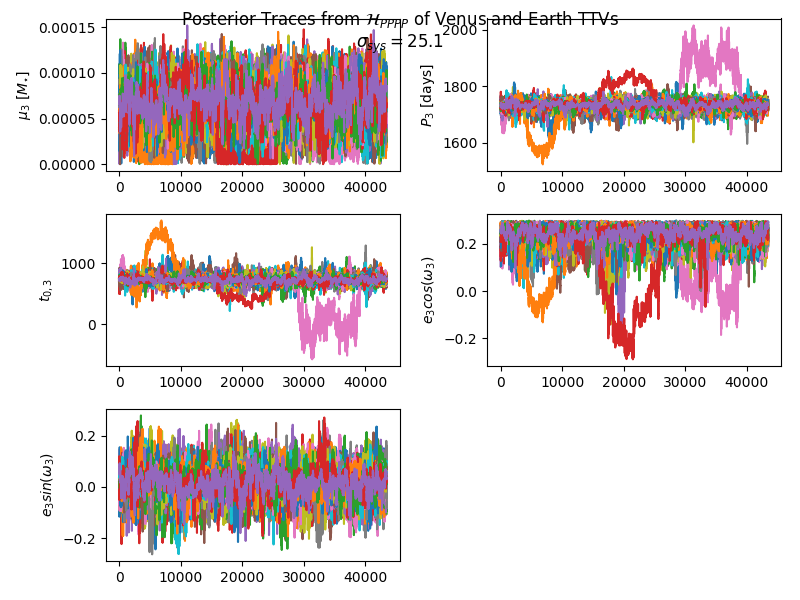 Posterior Traces from 𝓗_PPPP of Venus and Earth TTVs
σ_sys = 25.1
μ₃ [M⋆]
0.00015
0.00010
0.00005
0.00000
0 10000 20000 30000 40000
P₃ [days]
2000
1800
1600
0 10000 20000 30000 40000
t₀,₃
1000
0
0 10000 20000 30000 40000
e₃cos(ω₃)
0.2
0.0
−0.2
0 10000 20000 30000 40000
e₃sin(ω₃)
0.2
0.0
−0.2
0 10000 20000 30000 40000